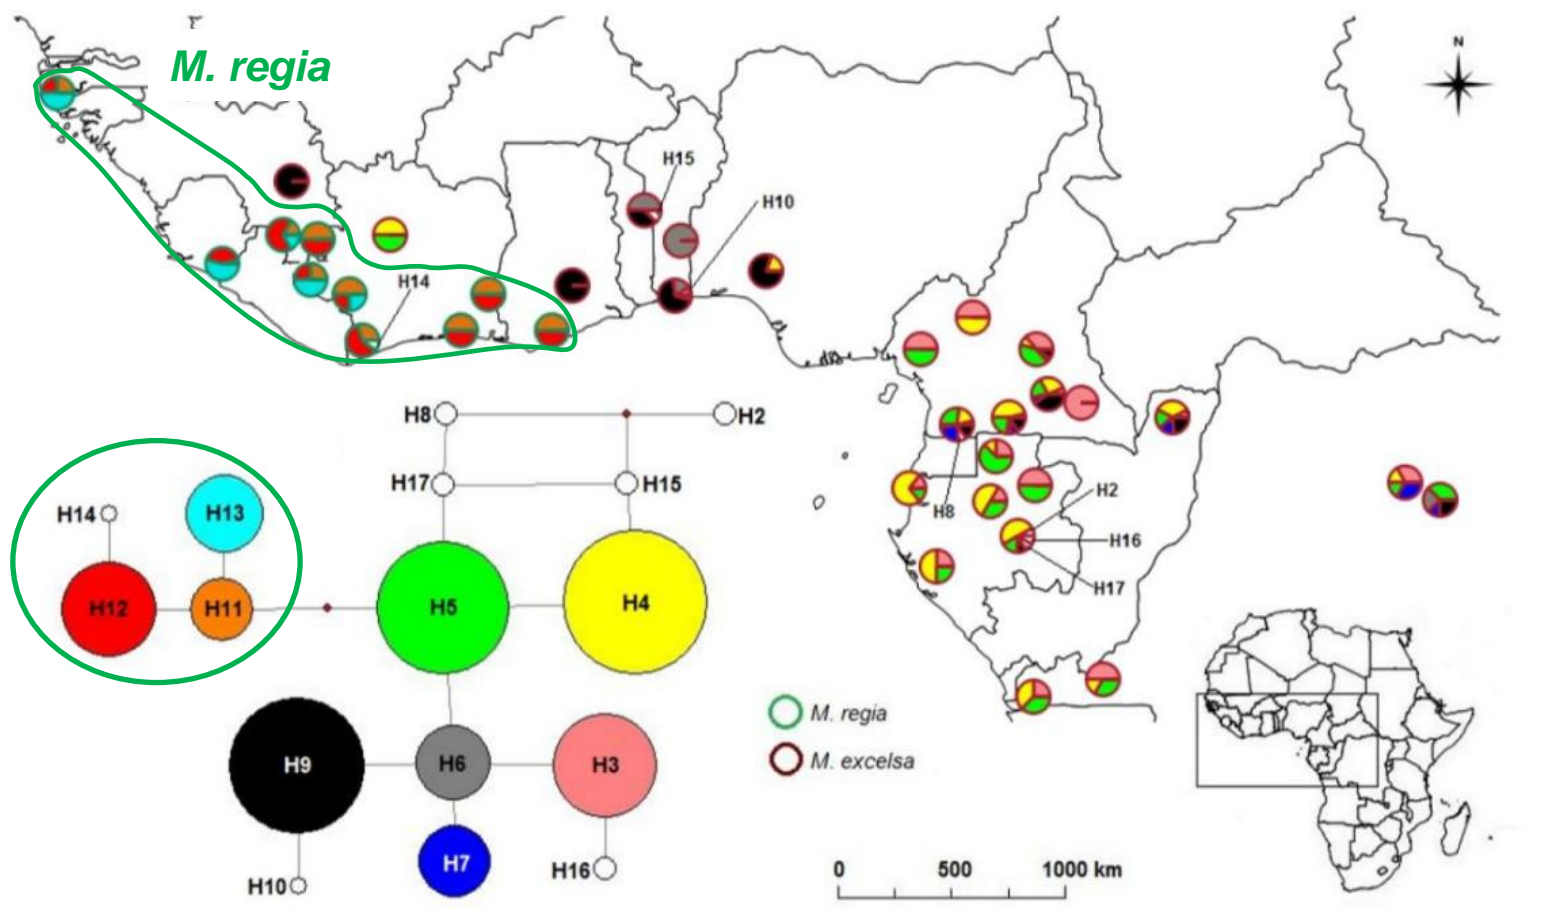 M. regia
N
H15
H10
H14
H8
H2
H17
H15
H14
H13
H12
H11
H5
H4
H8
H2
H16
H17
M. regia
M. excelsa
H9
H6
H3
H7
H10
H16
0 500 1000 km